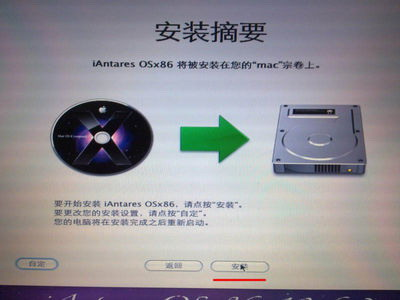 安装摘要
iAntares OSx86 将被安装在您的“mac”宗卷上。
Mac OS X Leopard
要开始安装 iAntares OSx86，请点按“安装”。
要更改您的安装设置，请点按“自定”。
您的电脑将在安装完成之后重新启动。
自定
返回
安装